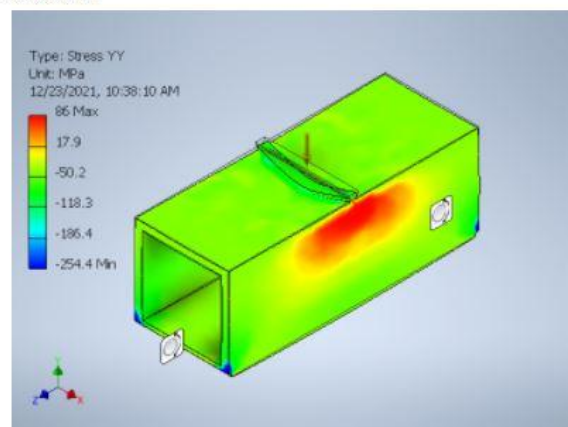 Type: Stress YY
Unit: MPa
12/23/2021, 10:38:10 AM
86 Max
17.9
-50.2
-118.3
-186.4
-254.4 Min
Y
Z
X